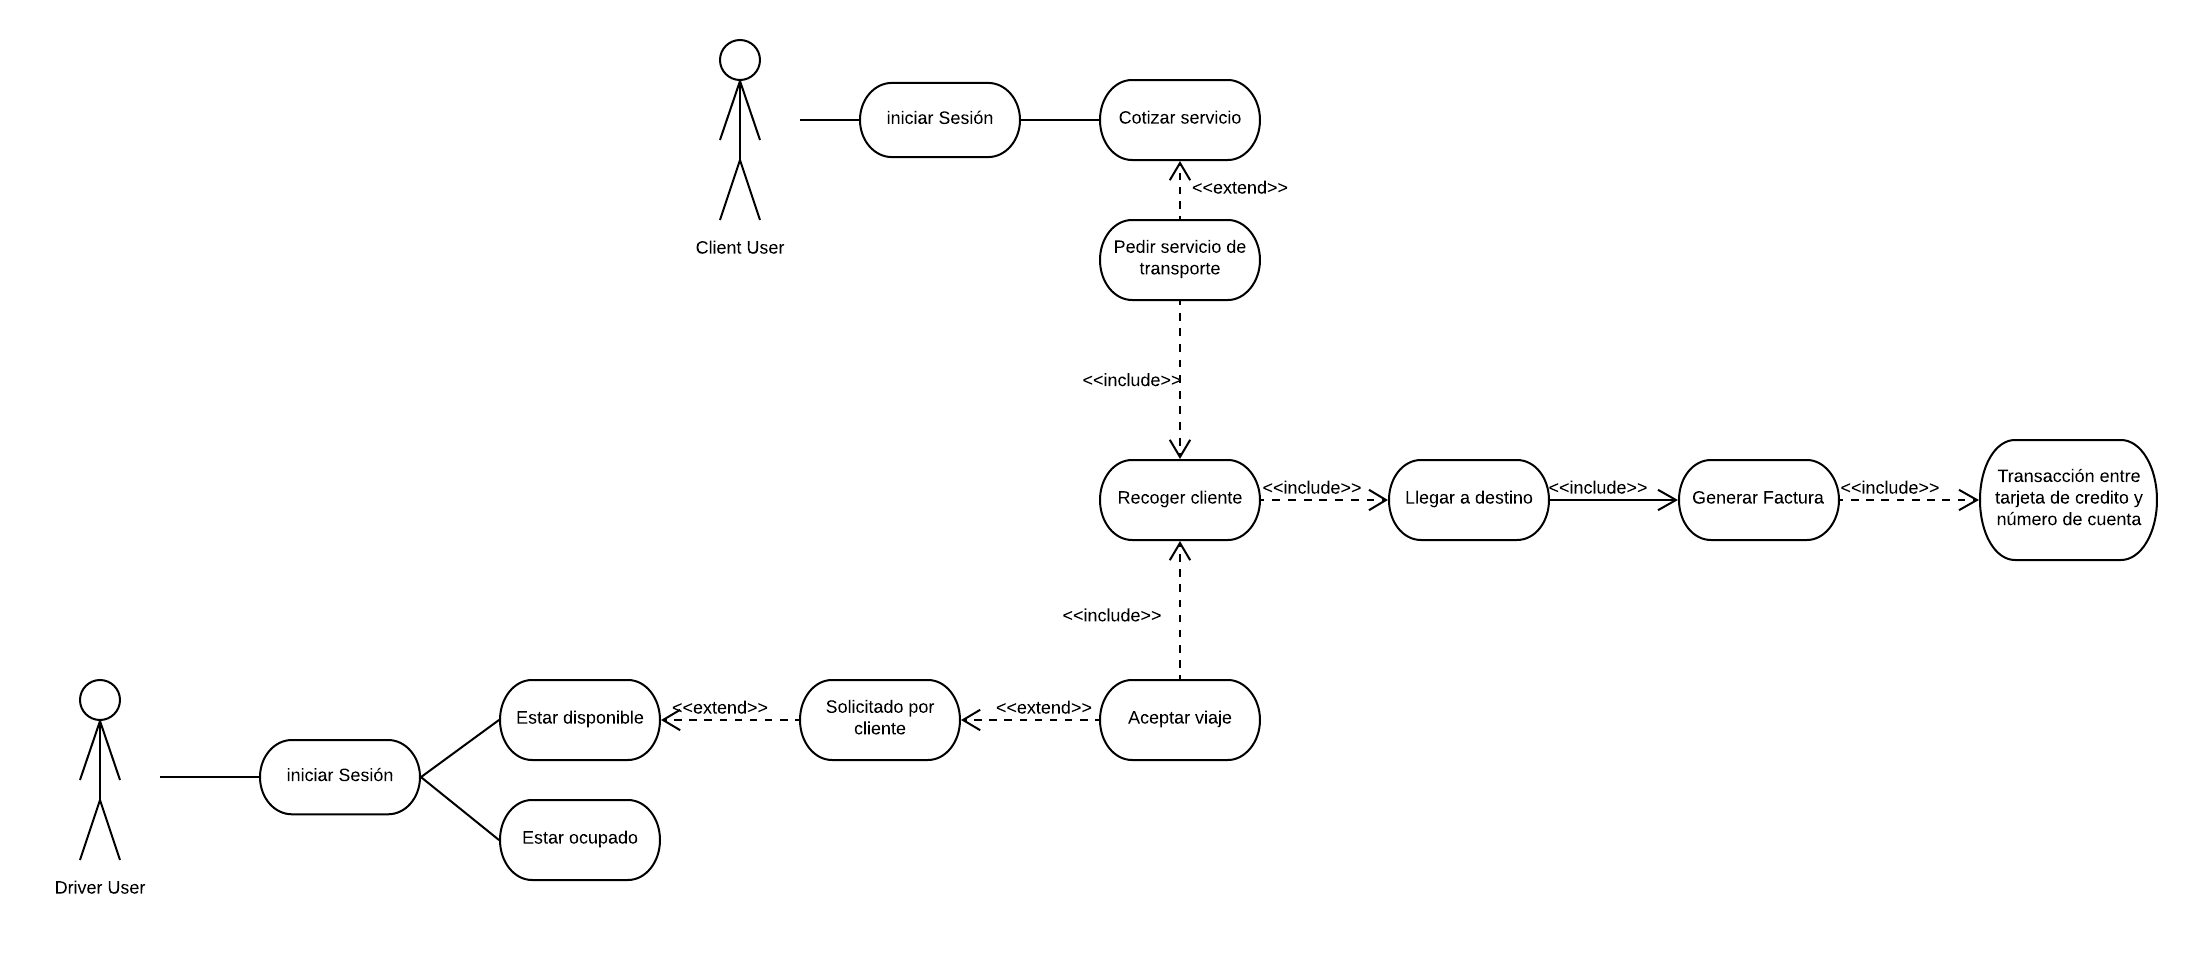 iniciar Sesión
Cotizar servicio
<<extend>>
Client User
Pedir servicio de
transporte
<<include>>
Recoger cliente
<<include>>
Llegar a destino
<<include>>
Generar Factura
<<include>>
Transacción entre
tarjeta de credito y
número de cuenta
<<include>>
Estar disponible
<<extend>>
Solicitado por
cliente
<<extend>>
Aceptar viaje
iniciar Sesión
Estar ocupado
Driver User